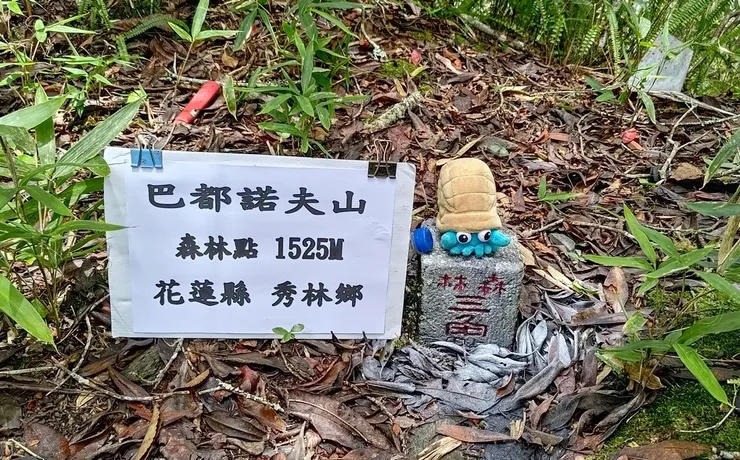 巴都諾夫山
森林點 1525M
花蓮縣 秀林鄉
森林
三角